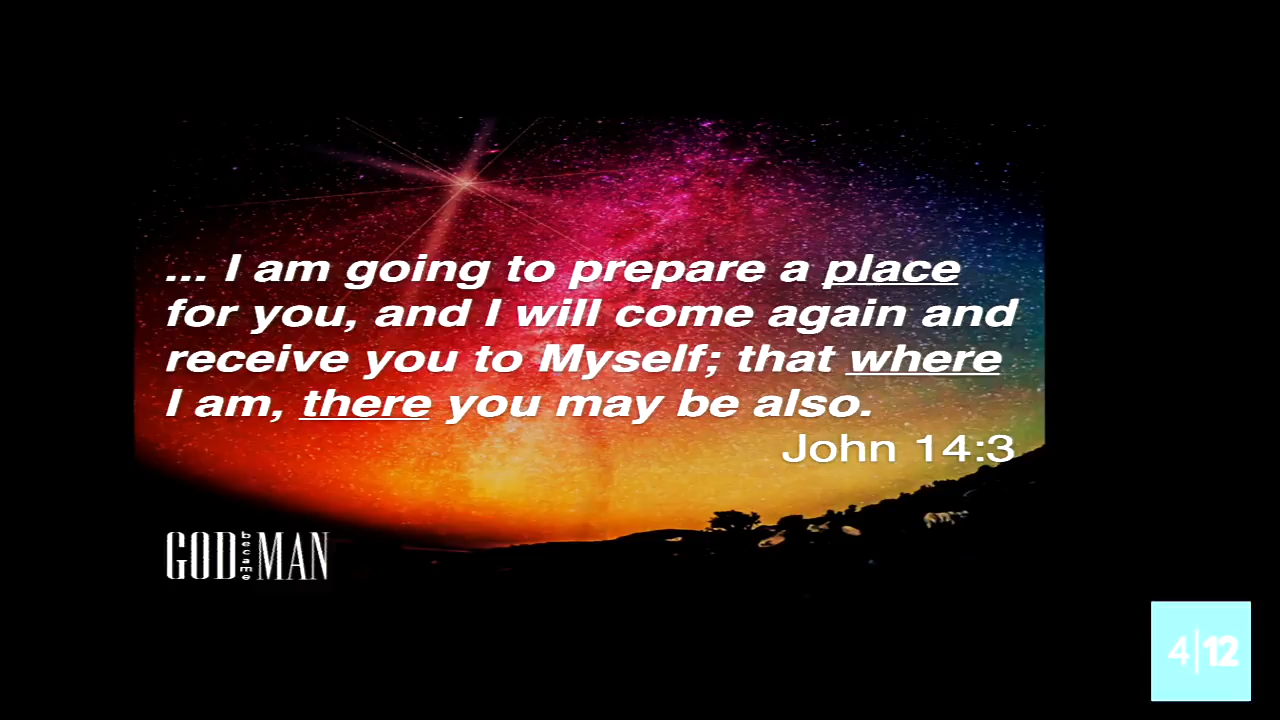 ... I am going to prepare a place
for you, and I will come again and
receive you to Myself; that where
I am, there you may be also.
John 14:3
GOD became MAN
4|12